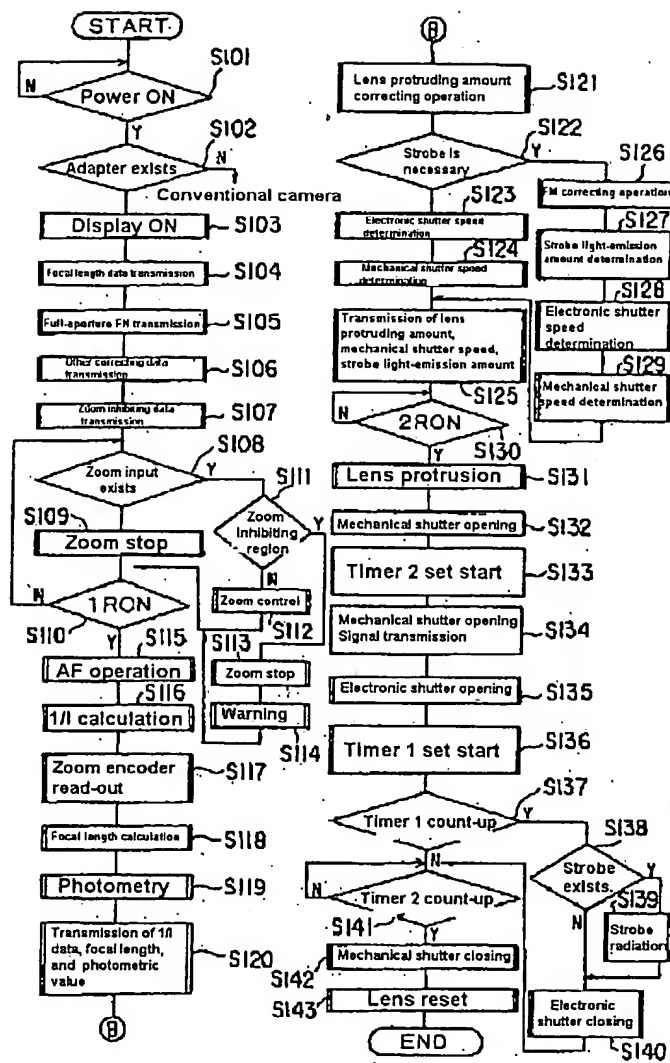 START
S101
N
Power ON
Y
S102
Adapter exists
N
Conventional camera
Display ON
S103
Focal length data transmission
S104
Full-aperture FN transmission
S105
Other correcting data
transmission
S106
Zoom inhibiting data
transmission
S107
S108
Zoom input
exists
Y
S109
Zoom stop
S111
Zoom
inhibiting
region
Y
N
Zoom control
S112
N
1 RON
S110
Y
S113
Zoom stop
Warning
S114
S115
AF operation
S116
1/l calculation
Zoom encoder
read-out
S117
Focal length calculation
S118
Photometry
S119
Transmission of 1/l
data, focal length,
and photometric
value
S120
B
B
Lens protruding amount
correcting operation
S121
S122
Strobe is
necessary
Y
S126
FM correcting operation
S123
Electronic shutter speed
determination
S127
Strobe light-emission
amount determination
S124
Mechanical shutter speed
determination
S128
Electronic shutter
speed
determination
Transmission of lens
protruding amount,
mechanical shutter speed,
strobe light-emission amount
S125
S129
Mechanical shutter
speed determination
N
2RON
S130
Y
Lens protrusion
S131
Mechanical shutter opening
S132
Timer 2 set start
S133
Mechanical shutter opening
Signal transmission
S134
Electronic shutter opening
S135
Timer 1 set start
S136
S137
Timer 1 count-up
Y
S138
N
Strobe
exists.
Y
N
Timer 2 count-up
S139
N
Strobe
radiation
S141
Y
Mechanical shutter closing
S142
Lens reset
S143
Electronic
shutter closing
S140
END